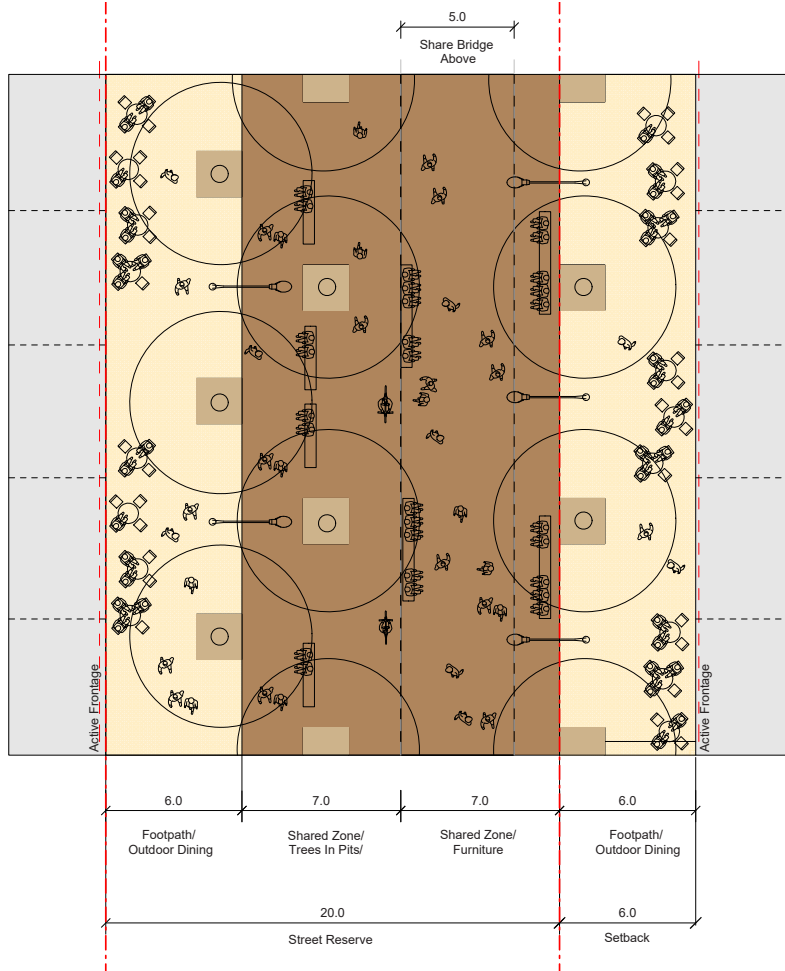 5.0
Share Bridge
Above
Active Frontage
Active Frontage
6.0
7.0
7.0
6.0
Footpath/
Outdoor Dining
Shared Zone/
Trees In Pits/
Shared Zone/
Furniture
Footpath/
Outdoor Dining
20.0
6.0
Street Reserve
Setback